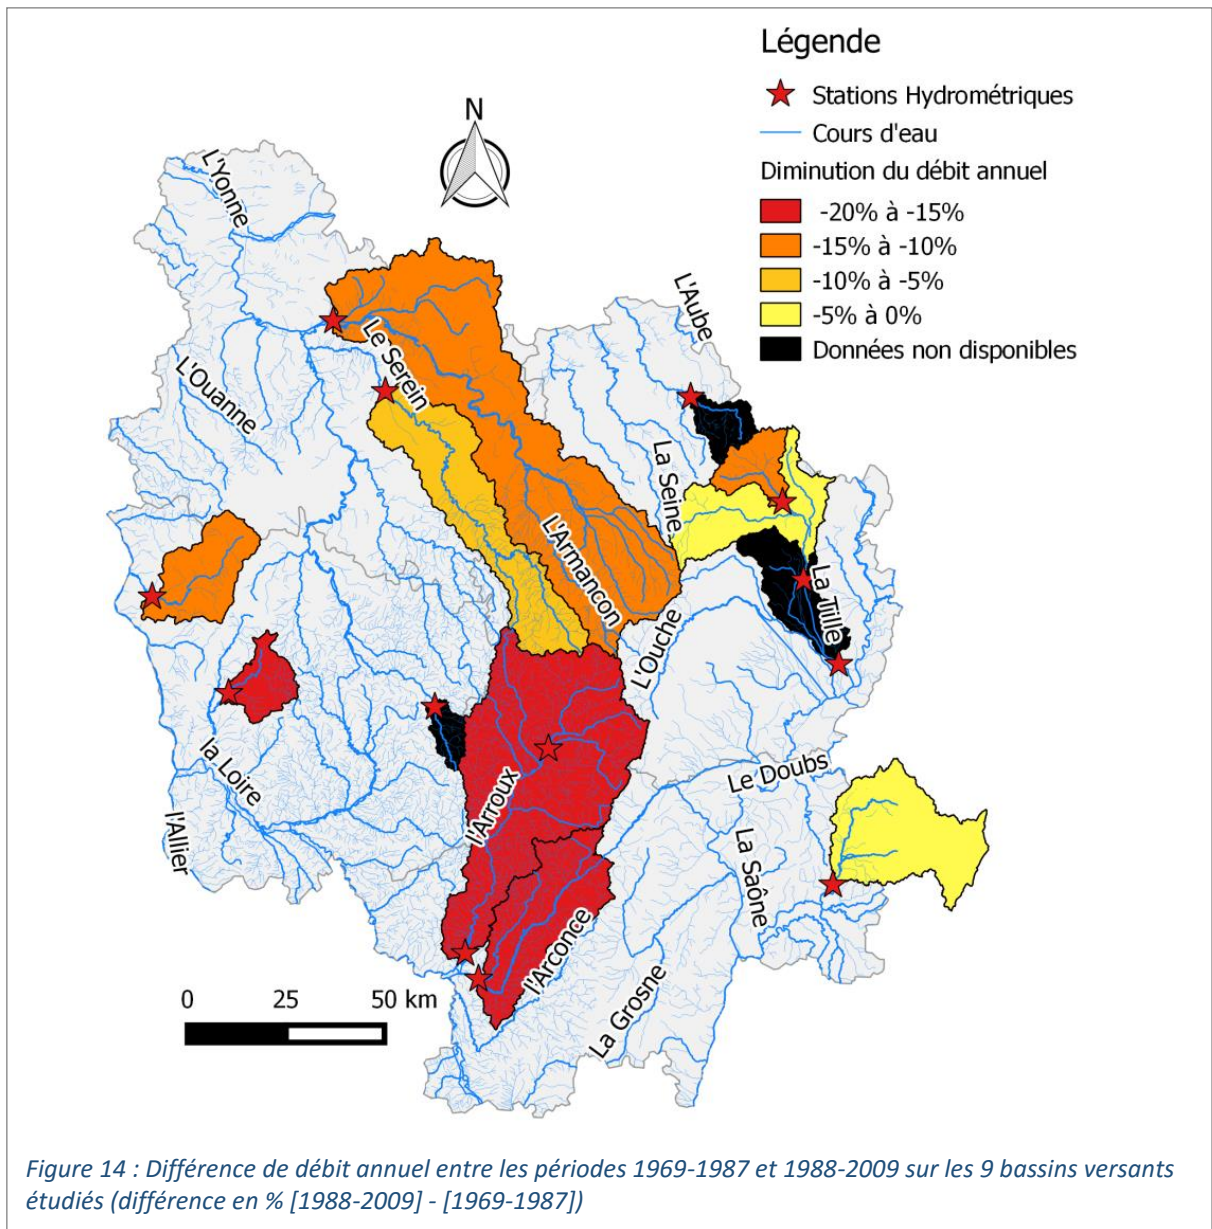 Légende
Stations Hydrométriques
Cours d'eau
Diminution du débit annuel
-20% à -15%
-15% à -10%
-10% à -5%
-5% à 0%
Données non disponibles
N
L'Yonne
L'Aube
Le Serein
L'Ouanne
La Seine
L'Armançon
La Tille
L'Ouche
la Loire
Le Doubs
l'Arroux
l'Allier
La Saône
l'Arconce
La Grosne
0 25 50 km
Figure 14 : Différence de débit annuel entre les périodes 1969-1987 et 1988-2009 sur les 9 bassins versants
étudiés (différence en % [1988-2009] - [1969-1987])